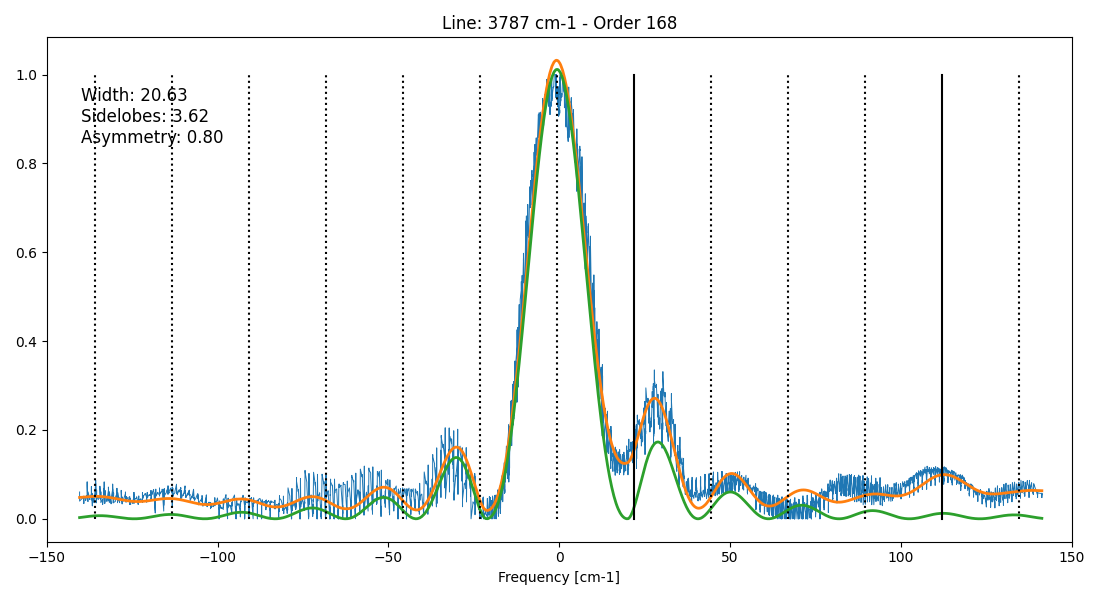 Line: 3787 cm-1 - Order 168
1.0
0.8
0.6
0.4
0.2
0.0
Width: 20.63
Sidelobes: 3.62
Asymmetry: 0.80
−150 −100 −50 0 50 100 150
Frequency [cm-1]